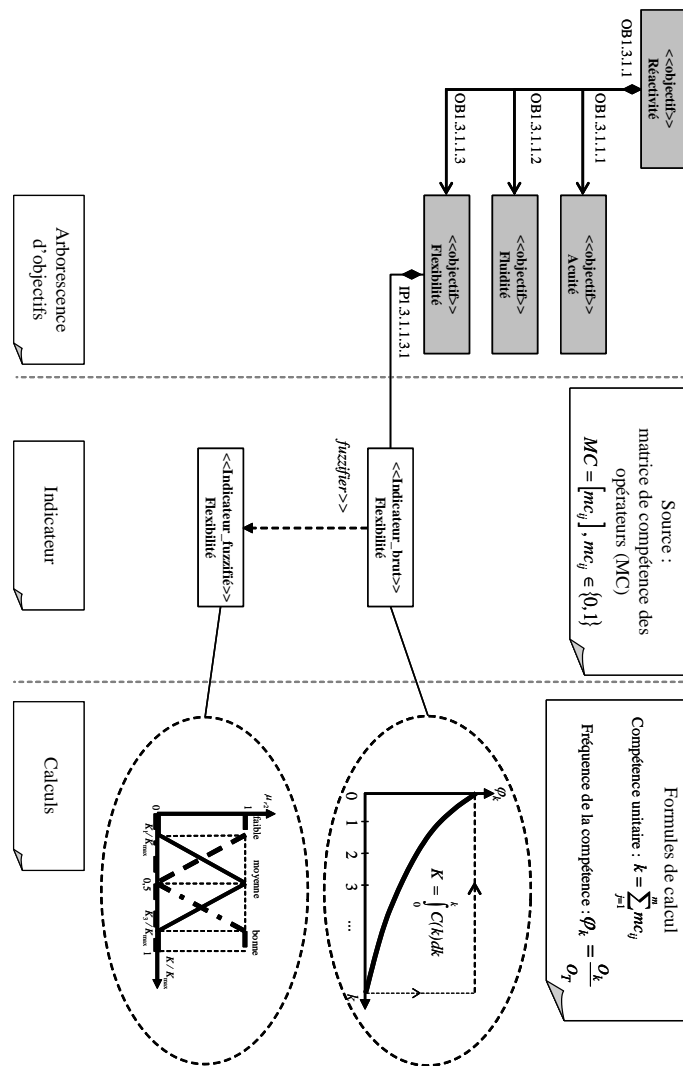 <<objectif>>
Réactivité
OB1.3.1.1
OB1.3.1.1.1
OB1.3.1.1.2
OB1.3.1.1.3
<<objectif>>
Acuité
<<objectif>>
Fluidité
<<objectif>>
Flexibilité
IP1.3.1.1.3.1
Arborescence
d'objectifs
Source :
matrice de compétence des
opérateurs (MC)
MC = [mc_ij], mc_ij ∈ {0,1}
<<Indicateur_brut>>
Flexibilité
fuzzifier>>
<<Indicateur_fuzzifié>>
Flexibilité
Indicateur
Formules de calcul
Compétence unitaire : k = ∑_{j=1}^{m} mc_ij
Fréquence de la compétence : φ_k = o_k / o_T
φ_k
K = ∫_0^k C(k)dk
0 1 2 3 ... k
μ_r2
faible moyenne bonne
1
0
K_1/K_max 0,5 K_3/K_max 1 K/K_max
Calculs